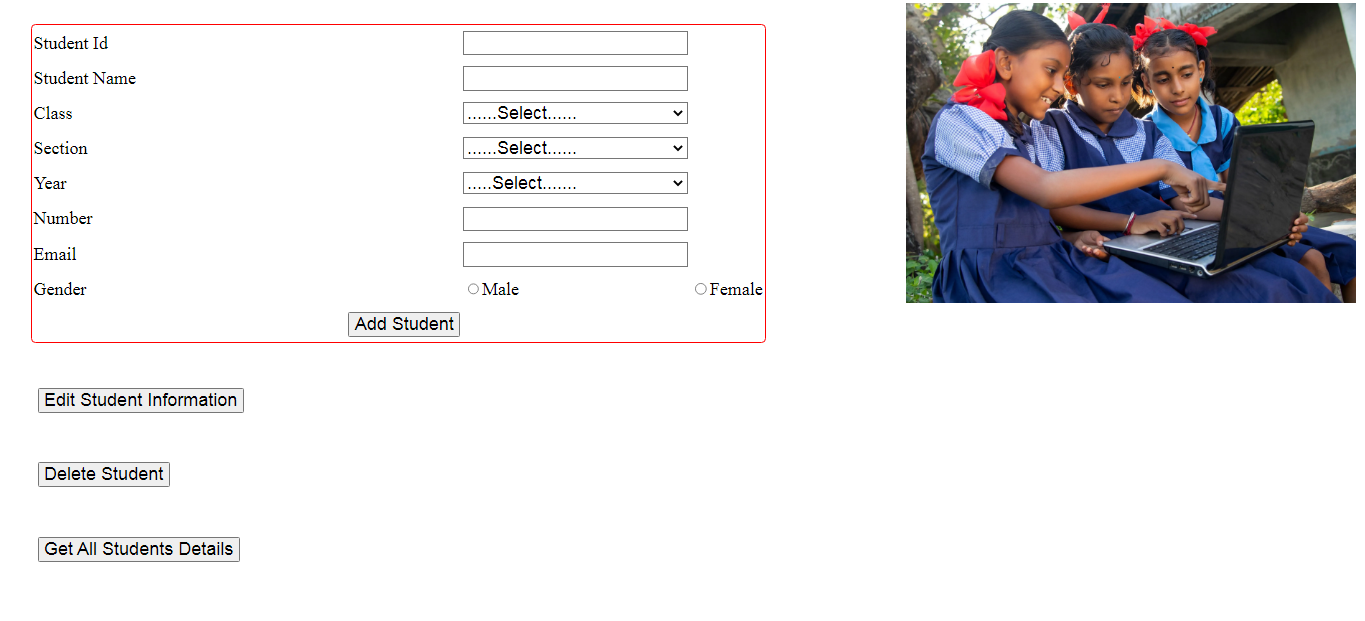 Student Id
Student Name
Class ......Select......
Section ......Select......
Year .....Select.......
Number
Email
Gender Male Female
Add Student
Edit Student Information
Delete Student
Get All Students Details